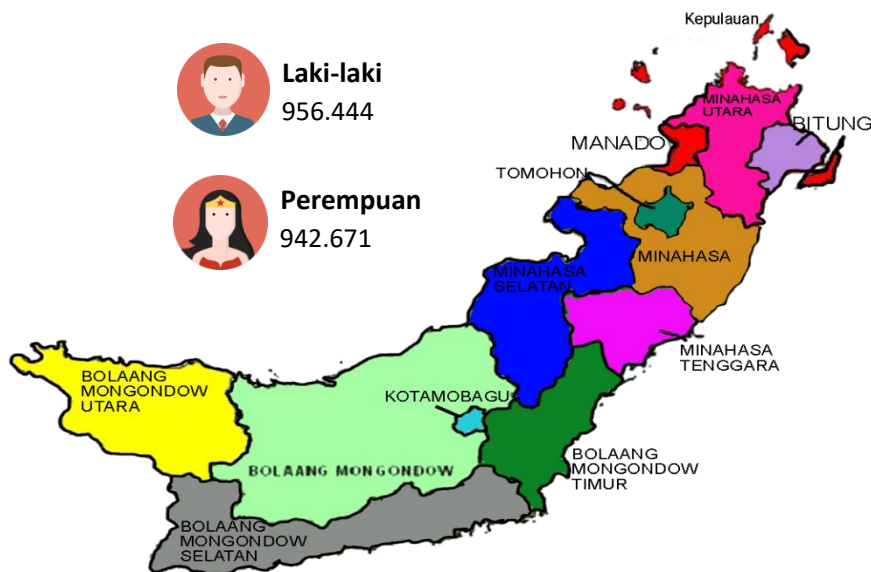 Kepulauan
Laki-laki
956.444
Perempuan
942.671
MINAHASA
UTARA
BITUNG
MANADO
TOMOHON
MINAHASA
MINAHASA
SELATAN
MINAHASA
TENGGARA
BOLAANG
MONGONDOW
UTARA
KOTAMOBAGU
BOLAANG MONGONDOW
BOLAANG
MONGONDOW
TIMUR
BOLAANG
MONGONDOW
SELATAN